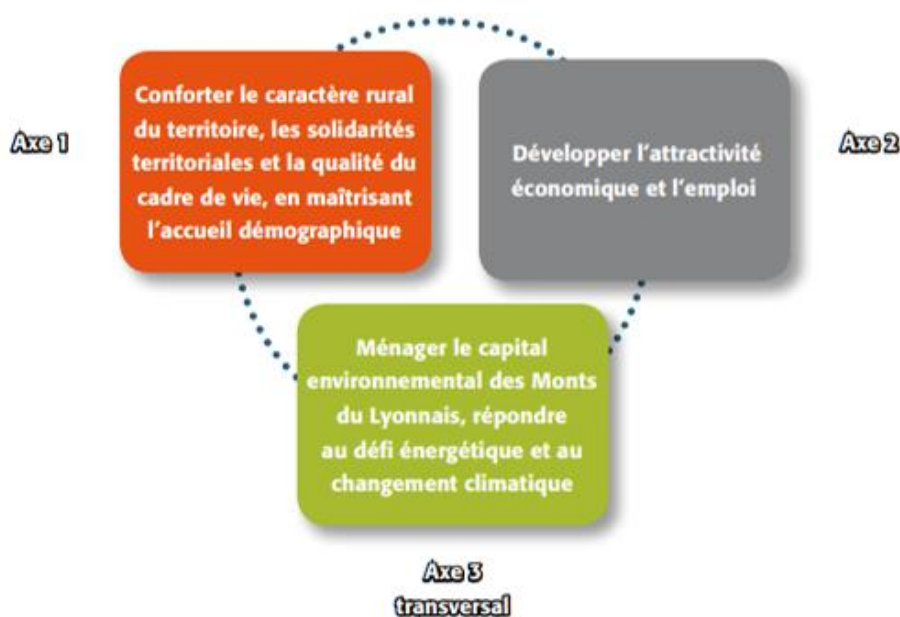 Axe 1
Conforter le caractère rural
du territoire, les solidarités
territoriales et la qualité du
cadre de vie, en maîtrisant
l'accueil démographique
Développer l'attractivité
économique et l'emploi
Axe 2
Ménager le capital
environnemental des Monts
du Lyonnais, répondre
au défi énergétique et au
changement climatique
Axe 3
transversal